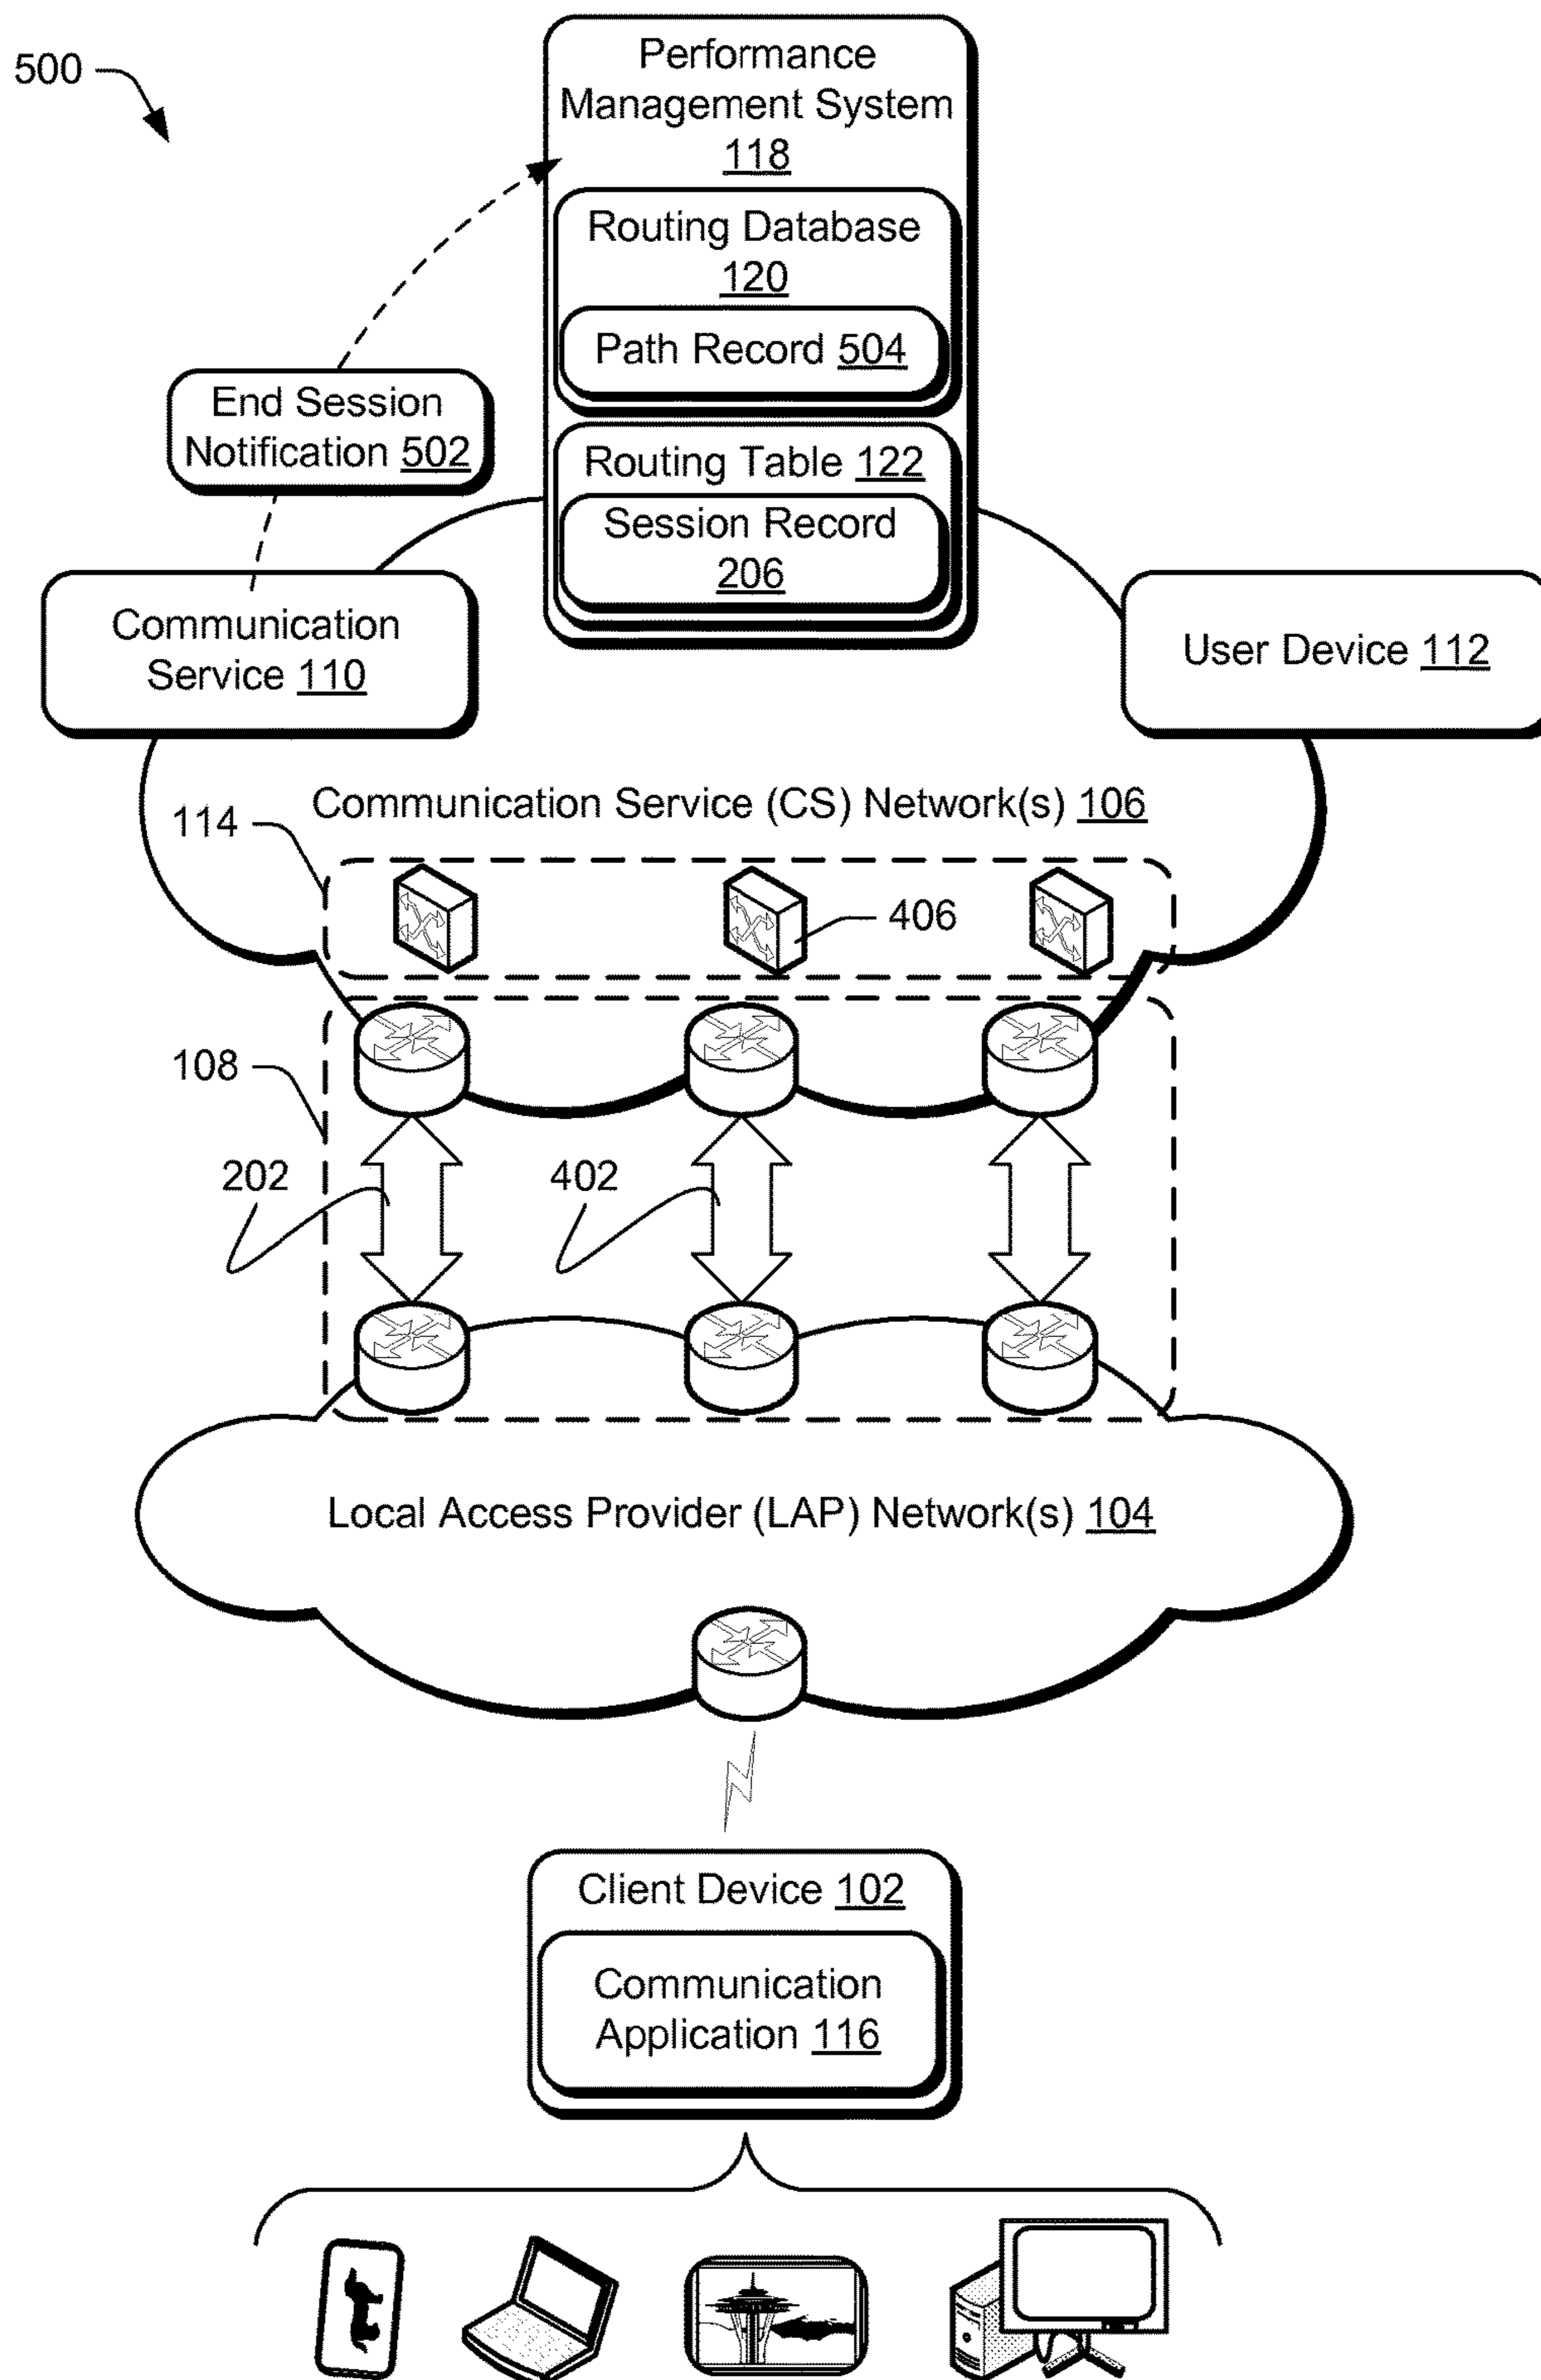 500
Performance
Management System
118
Routing Database
120
Path Record 504
End Session
Notification 502
Routing Table 122
Session Record
206
Communication
Service 110
User Device 112
Communication Service (CS) Network(s) 106
114
406
108
202
402
Local Access Provider (LAP) Network(s) 104
Client Device 102
Communication
Application 116